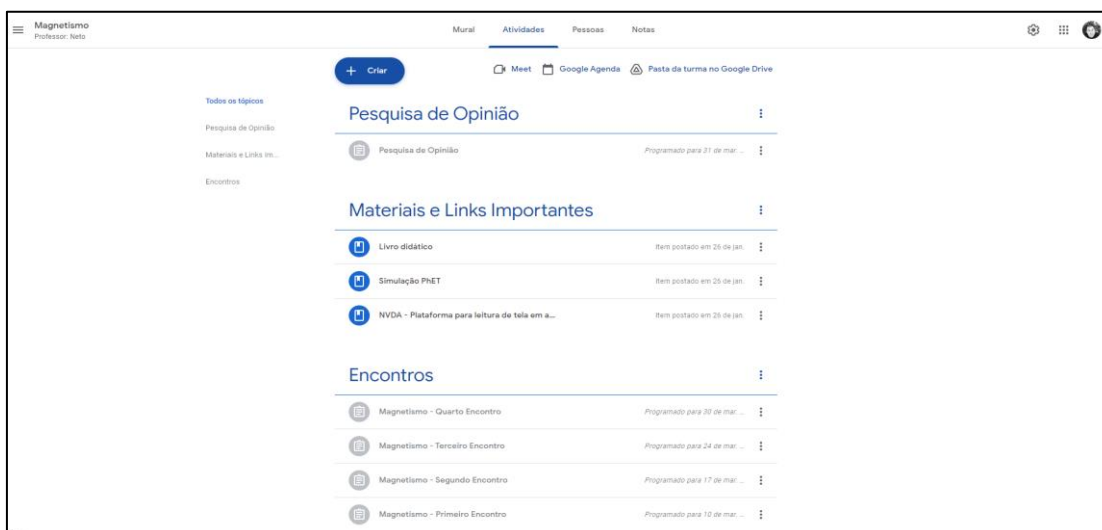 Magnetismo
Professor: Neto
Mural Atividades Pessoas Notas
+ Criar
Meet Google Agenda Pasta da turma no Google Drive
Todos os tópicos
Pesquisa de Opinião
Materiais e Links Im...
Encontros
Pesquisa de Opinião
Pesquisa de Opinião Programado para 31 de mar. ...
Materiais e Links Importantes
Livro didático Item postado em 26 de jan.
Simulação PhET Item postado em 26 de jan.
NVDA - Plataforma para leitura de tela em a... Item postado em 26 de jan.
Encontros
Magnetismo - Quarto Encontro Programado para 30 de mar. ...
Magnetismo - Terceiro Encontro Programado para 24 de mar. ...
Magnetismo - Segundo Encontro Programado para 17 de mar. ...
Magnetismo - Primeiro Encontro Programado para 10 de mar. ...